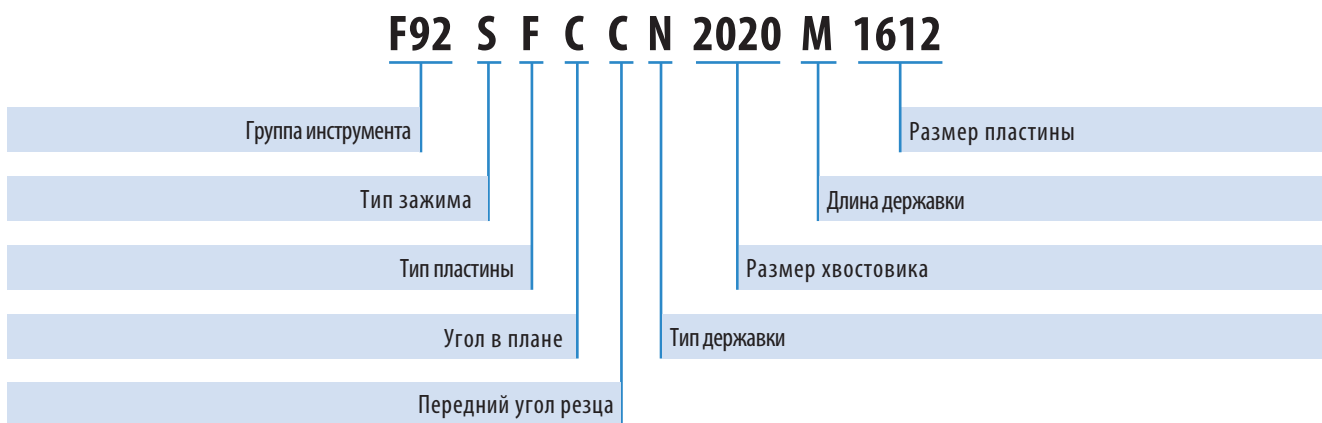 F92 S F C C N 2020 M 1612
Группа инструмента
Размер пластины
Тип зажима
Длина державки
Тип пластины
Размер хвостовика
Угол в плане
Тип державки
Передний угол резца